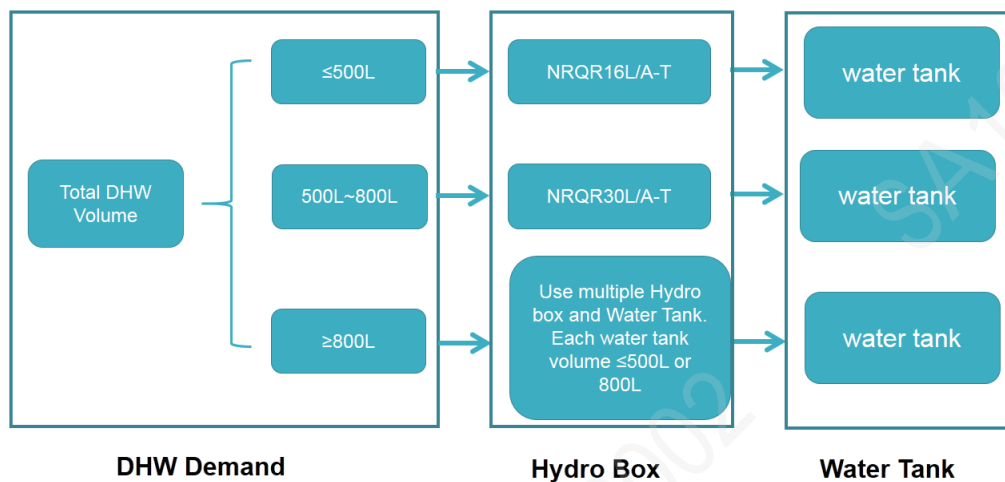 Total DHW
Volume
≤500L
500L~800L
≥800L
NRQR16L/A-T
NRQR30L/A-T
Use multiple Hydro
box and Water Tank.
Each water tank
volume ≤500L or
800L
water tank
water tank
water tank
DHW Demand
Hydro Box
Water Tank